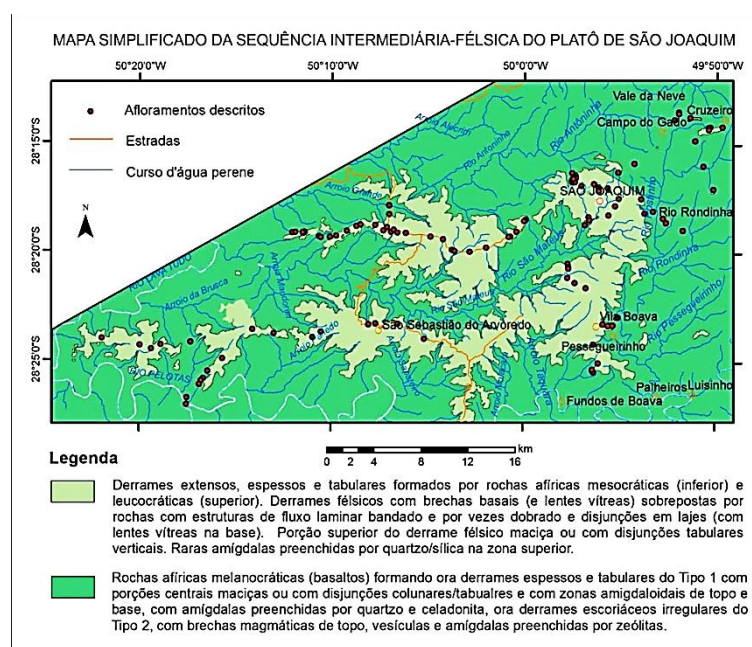 MAPA SIMPLIFICADO DA SEQUÊNCIA INTERMEDIÁRIA-FÉLSICA DO PLATÔ DE SÃO JOAQUIM
50°20'0"W
50°10'0"W
50°0'0"W
49°50'0"W
Afloramentos descritos
Estradas
Curso d'água perene
N
28°15'0"S
28°20'0"S
28°25'0"S
Vale da Neve
Cruzeiro
Campo do Gado
Arroio Alecrim
Rio Antoninha
Rio Antoninha
Arroio Grande
SÃO JOAQUIM
Rio Rondinha
Rio São Mateus
Rio Rondinha
Arroio da Brusca
Rio São Mateus
Vila Boava
São Sebastião do Arvoredo
Rio Pessegueirinho
Pessegueirinho
RIO PELOTAS
Palheiros
Luisinho
Fundos de Boava
Legenda
0 2 4 8 12 16 km
Derrames extensos, espessos e tabulares formados por rochas afíricas mesocráticas (inferior) e
leucocráticas (superior). Derrames félsicos com brechas basais (e lentes vítreas) sobrepostas por
rochas com estruturas de fluxo laminar bandado e por vezes dobrado e disjunções em lajes (com
lentes vítreas na base). Porção superior do derrame félsico maciça ou com disjunções tabulares
verticais. Raras amígdalas preenchidas por quartzo/sílica na zona superior.
Rochas afíricas melanocráticas (basaltos) formando ora derrames espessos e tabulares do Tipo 1 com
porções centrais maciças ou com disjunções colunares/tabualres e com zonas amigdaloidais de topo e
base, com amígdalas preenchidas por quartzo e celadonita, ora derrames escoriáceos irregulares do
Tipo 2, com brechas magmáticas de topo, vesículas e amígdalas preenchidas por zeólitas.